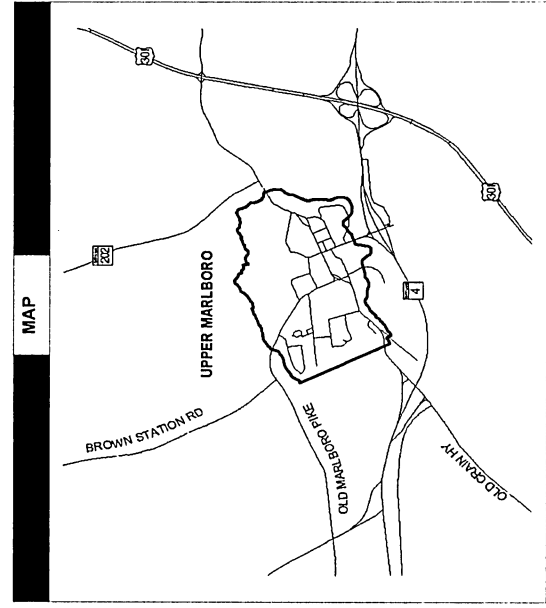 MAP
301
202
UPPER MARLBORO
BROWN STATION RD
OLD MARLBORO PIKE
301
4
OLD CRAIN HY